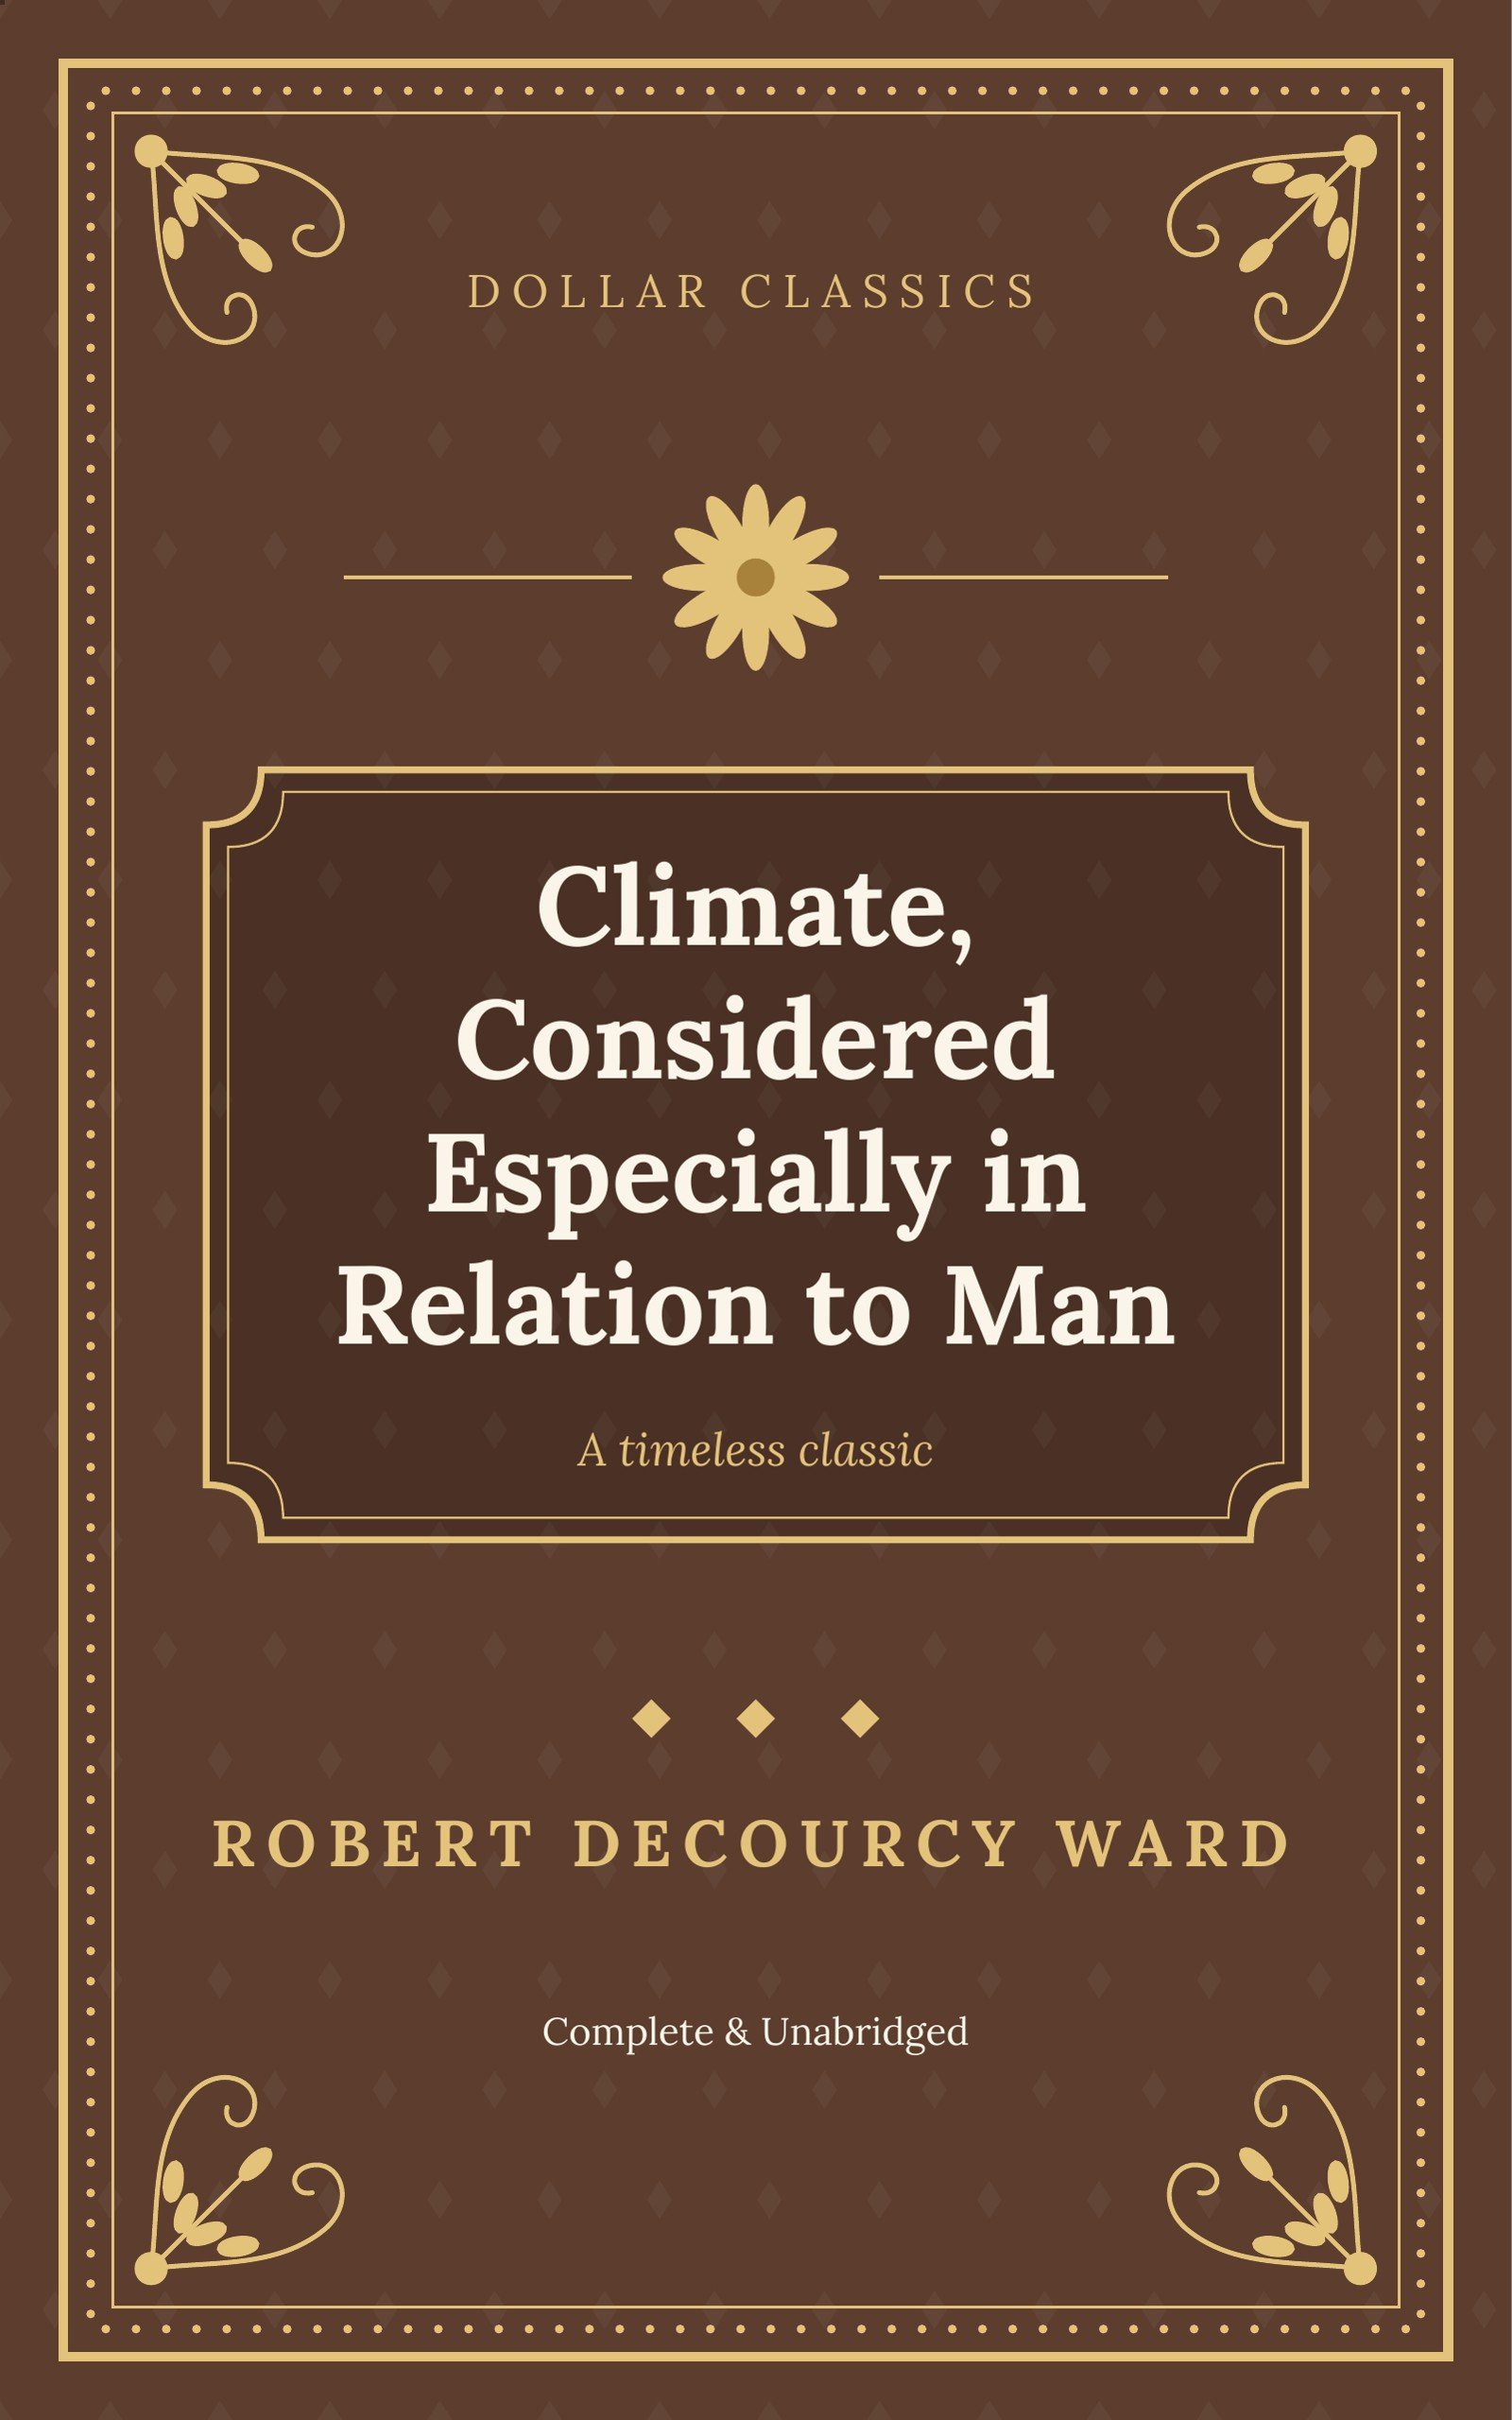 DOLLAR CLASSICS
Climate,
Considered
Especially in
Relation to Man
A timeless classic
ROBERT DECOURCY WARD
Complete & Unabridged